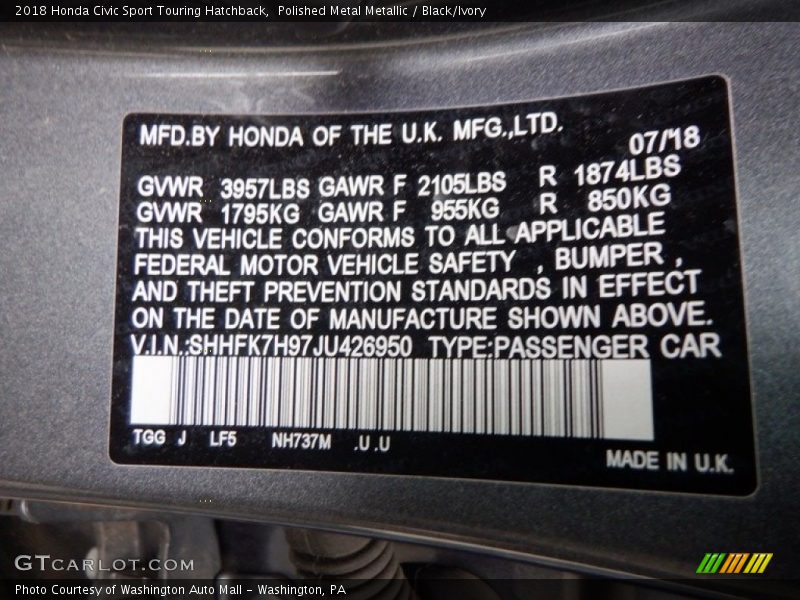 2018 Honda Civic Sport Touring Hatchback,  Polished Metal Metallic / Black/Ivory
MFD.BY HONDA OF THE U.K. MFG.,LTD.
07/'18
GVWR 3957LBS GAWR F 2105LBS R 1874LBS
GVWR 1795KG GAWR F 955KG R 850KG
THIS VEHICLE CONFORMS TO ALL APPLICABLE
FEDERAL MOTOR VEHICLE SAFETY , BUMPER ,
AND THEFT PREVENTION STANDARDS IN EFFECT
ON THE DATE OF MANUFACTURE SHOWN ABOVE.
V.I.N.:SHHFK7H97JU426950 TYPE:PASSENGER CAR
TGG J LF5 NH737M .U.U
MADE IN U.K.
GTCARLOT.COM
Photo Courtesy of Washington Auto Mall - Washington, PA